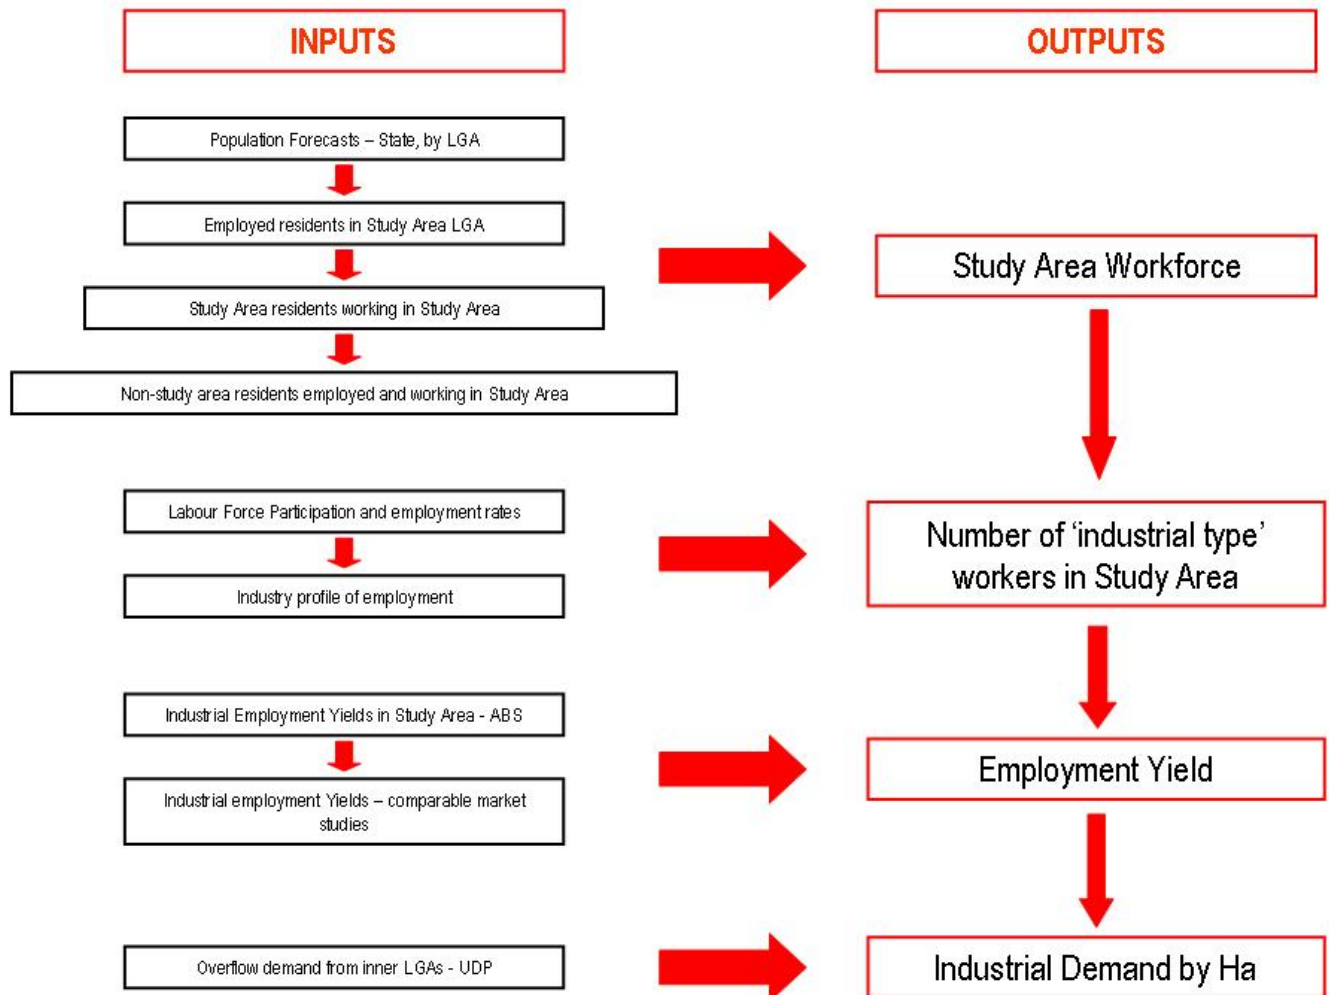 INPUTS
OUTPUTS
Population Forecasts – State, by LGA
Employed residents in Study Area LGA
Study Area residents working in Study Area
Non-study area residents employed and working in Study Area
Study Area Workforce
Labour Force Participation and employment rates
Industry profile of employment
Number of ‘industrial type’
workers in Study Area
Industrial Employment Yields in Study Area - ABS
Industrial employment Yields – comparable market
studies
Employment Yield
Overflow demand from inner LGAs - UDP
Industrial Demand by Ha